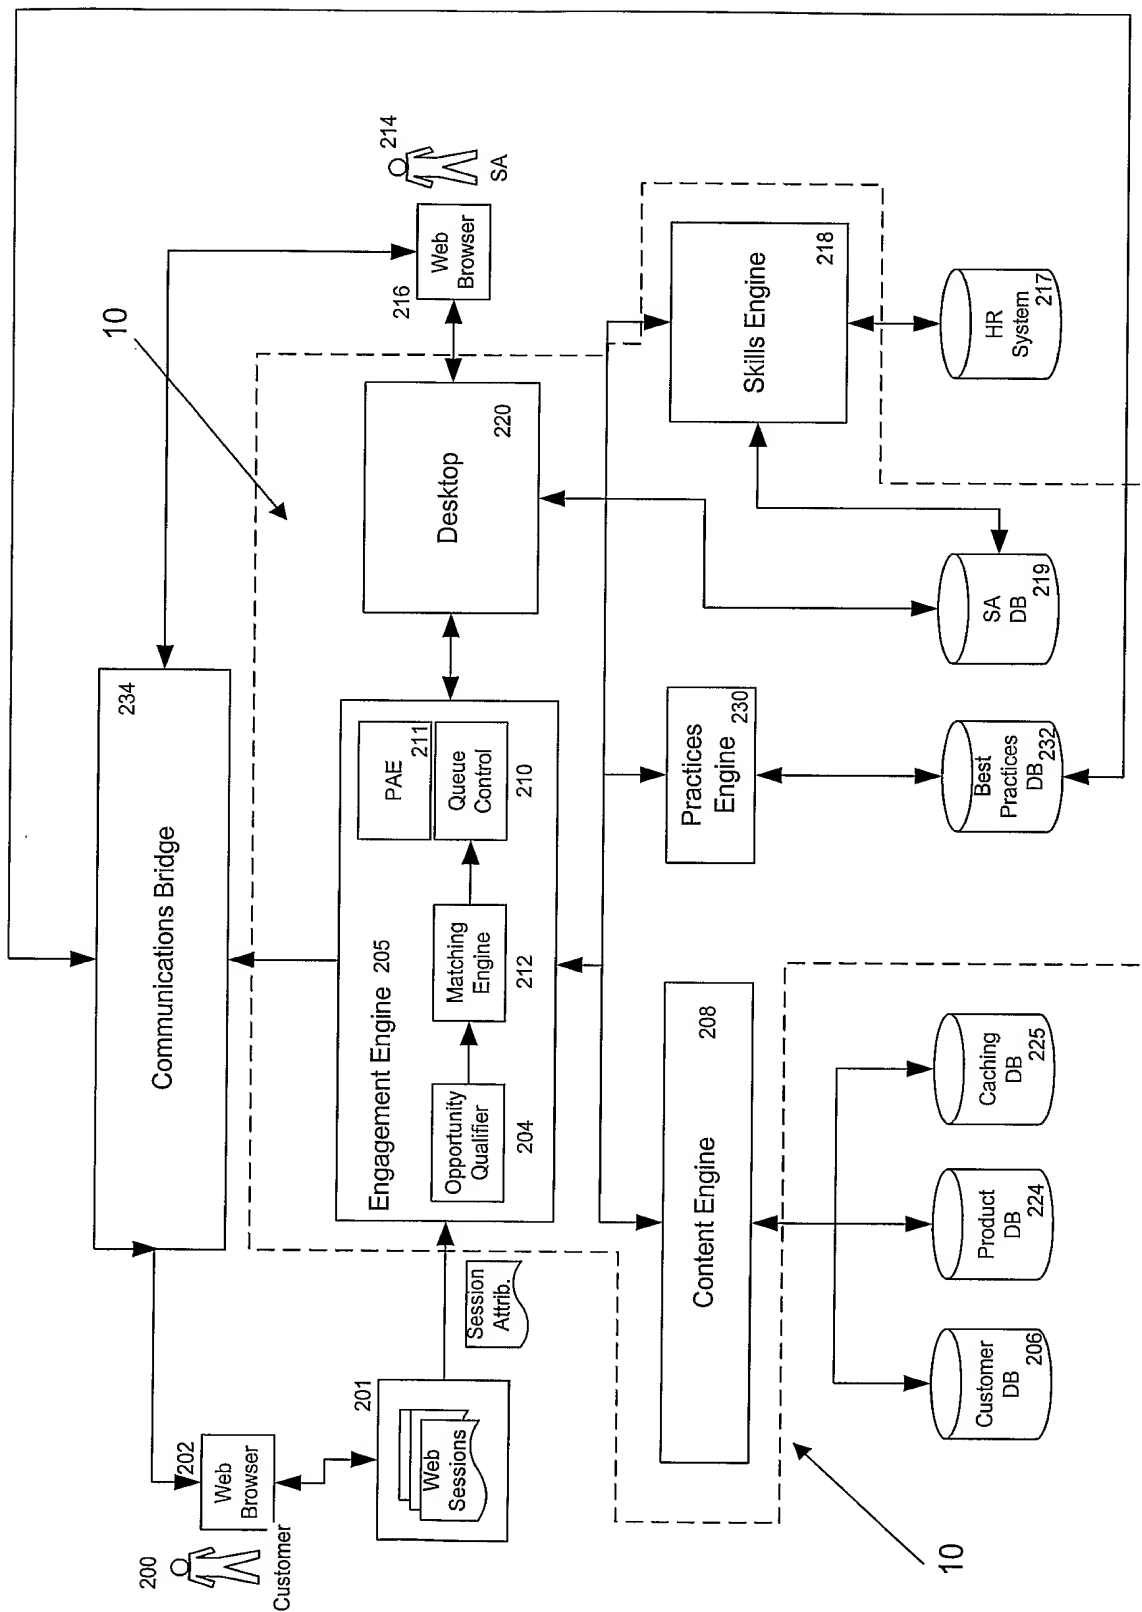 200
Customer
Web
Browser
202
Web
Sessions
201
Session
Attrib.
Communications Bridge
234
10
Engagement Engine 205
Opportunity
Qualifier
204
Matching
Engine
212
PAE
211
Queue
Control
210
Desktop
220
Web
Browser
216
214
SA
Content Engine
208
Practices
Engine
230
Skills Engine
218
Customer
DB
206
Product
DB
224
Caching
DB
225
Best
Practices
DB
232
SA
DB
219
HR
System
217
10